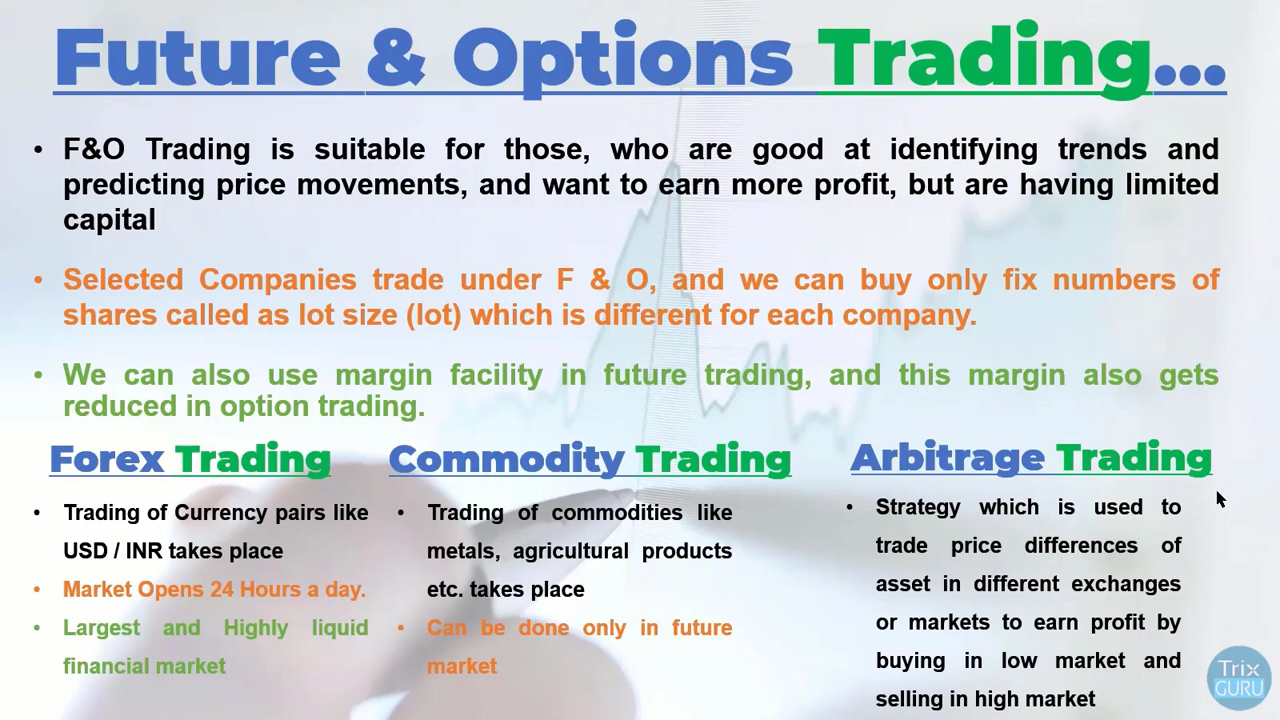 Future & Options Trading...
• F&O Trading is suitable for those, who are good at identifying trends and
predicting price movements, and want to earn more profit, but are having limited
capital
• Selected Companies trade under F & O, and we can buy only fix numbers of
shares called as lot size (lot) which is different for each company.
• We can also use margin facility in future trading, and this margin also gets
reduced in option trading.
Forex Trading
• Trading of Currency pairs like
USD / INR takes place
• Market Opens 24 Hours a day.
• Largest and Highly liquid
financial market
Commodity Trading
• Trading of commodities like
metals, agricultural products
etc. takes place
• Can be done only in future
market
Arbitrage Trading
• Strategy which is used to
trade price differences of
asset in different exchanges
or markets to earn profit by
buying in low market and
selling in high market
Trix
GURU